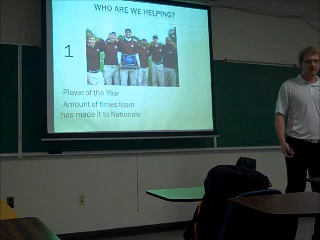 WHO ARE WE HELPING?
1
-Player of the Year
-Amount of times team
has made it to Nationals